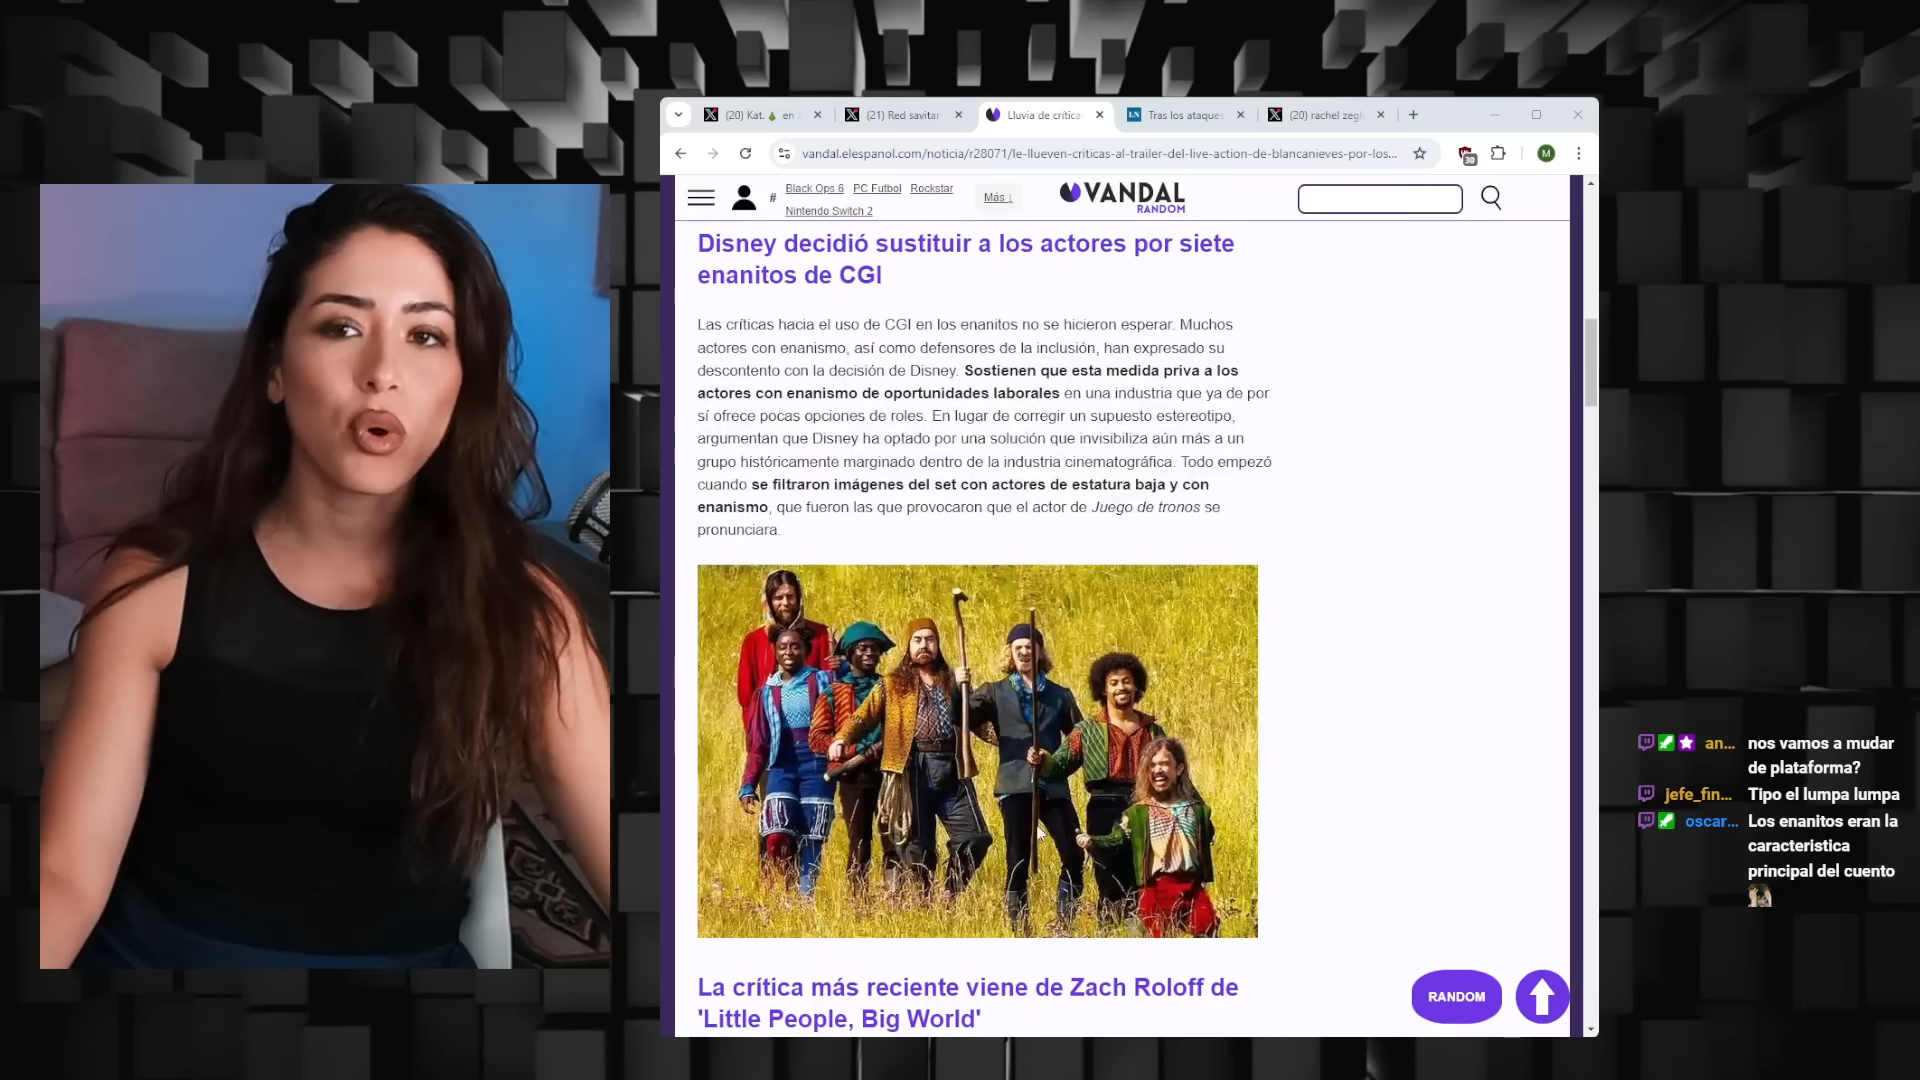 (20) Kat. en
(21) Red savitar
Lluvia de crítica
LN Tras los ataques
(20) rachel zegl
vandal.elespanol.com/noticia/r28071/le-llueven-criticas-al-trailer-del-live-action-de-blancanieves-por-los...
30
M
# Black Ops 6 PC Futbol Rockstar
Nintendo Switch 2
Más ↓
VANDAL
RANDOM
Disney decidió sustituir a los actores por siete
enanitos de CGI
Las críticas hacia el uso de CGI en los enanitos no se hicieron esperar. Muchos
actores con enanismo, así como defensores de la inclusión, han expresado su
descontento con la decisión de Disney. Sostienen que esta medida priva a los
actores con enanismo de oportunidades laborales en una industria que ya de por
sí ofrece pocas opciones de roles. En lugar de corregir un supuesto estereotipo,
argumentan que Disney ha optado por una solución que invisibiliza aún más a un
grupo históricamente marginado dentro de la industria cinematográfica. Todo empezó
cuando se filtraron imágenes del set con actores de estatura baja y con
enanismo, que fueron las que provocaron que el actor de Juego de tronos se
pronunciara.
La crítica más reciente viene de Zach Roloff de
'Little People, Big World'
RANDOM
an... nos vamos a mudar
de plataforma?
jefe_fin... Tipo el lumpa lumpa
oscar... Los enanitos eran la
caracteristica
principal del cuento